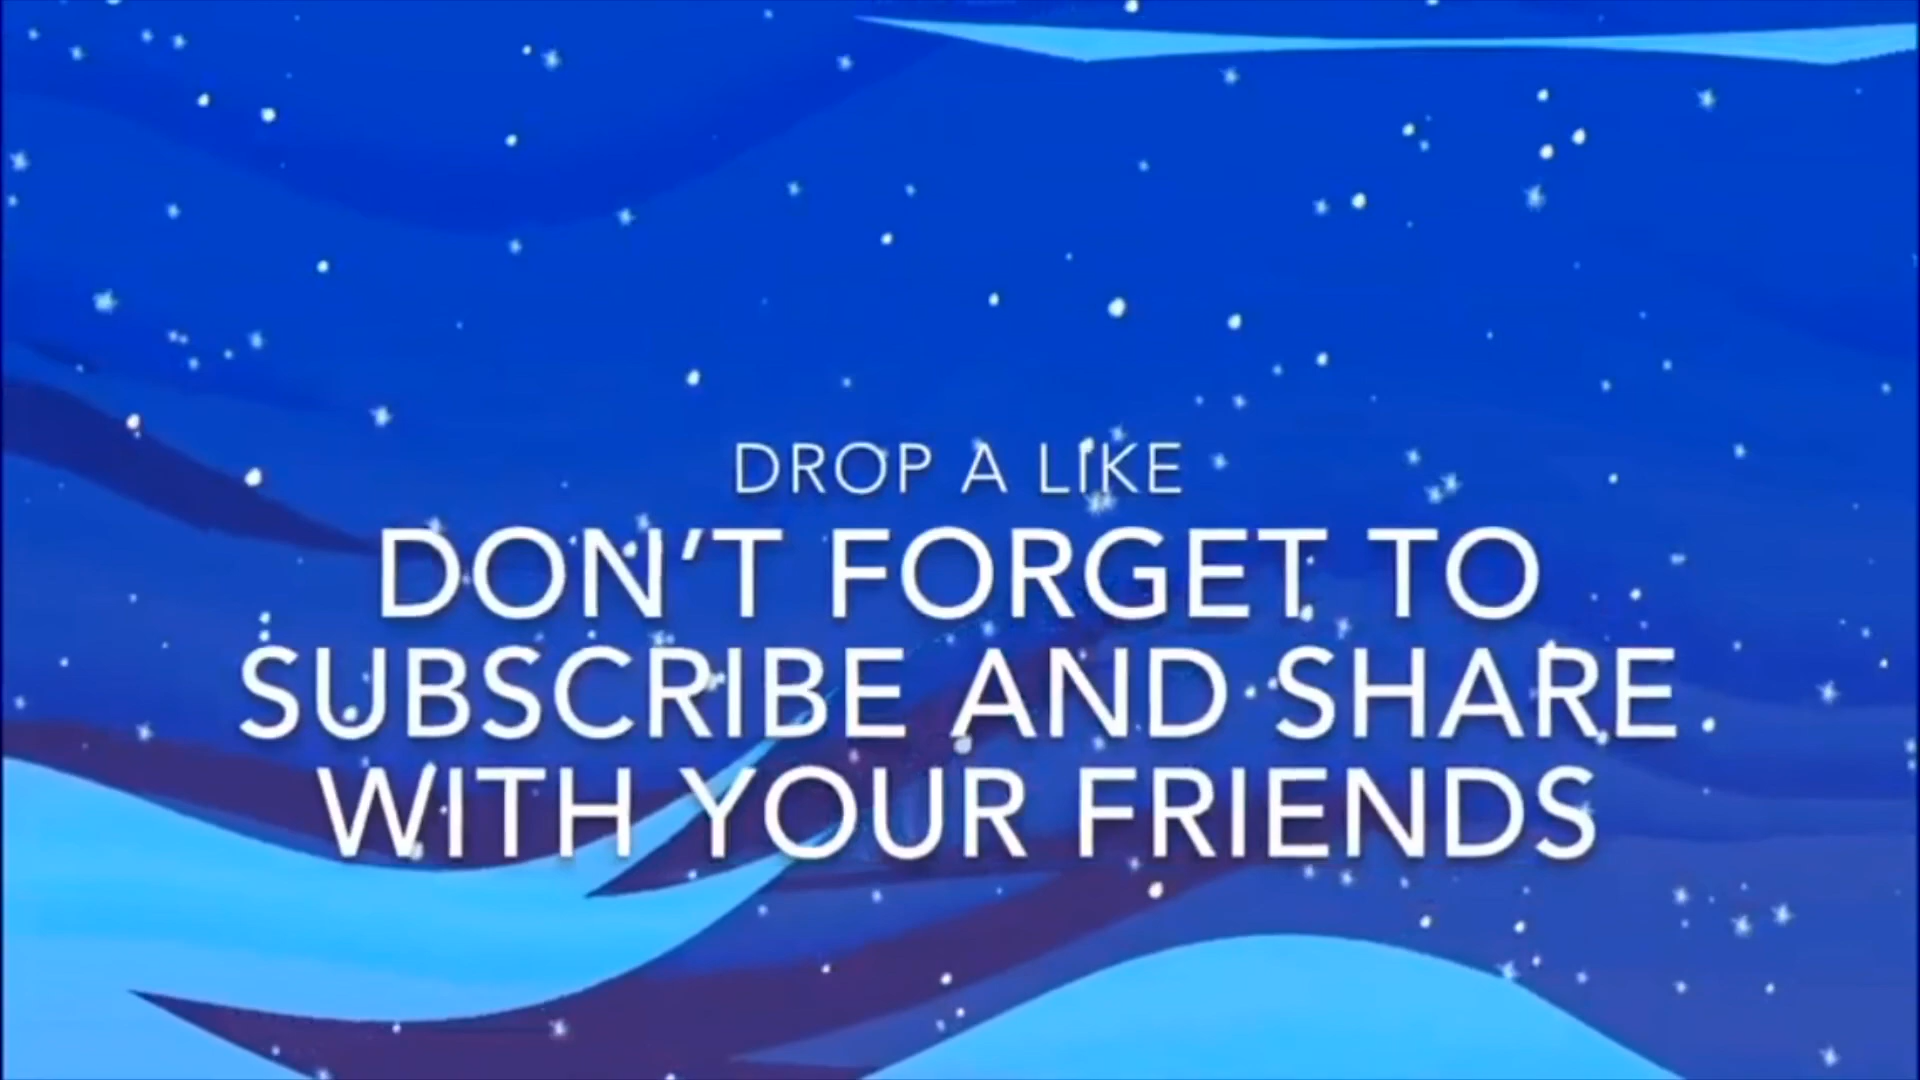 DROP A LIKE
DON'T FORGET TO
SUBSCRIBE AND SHARE
WITH YOUR FRIENDS